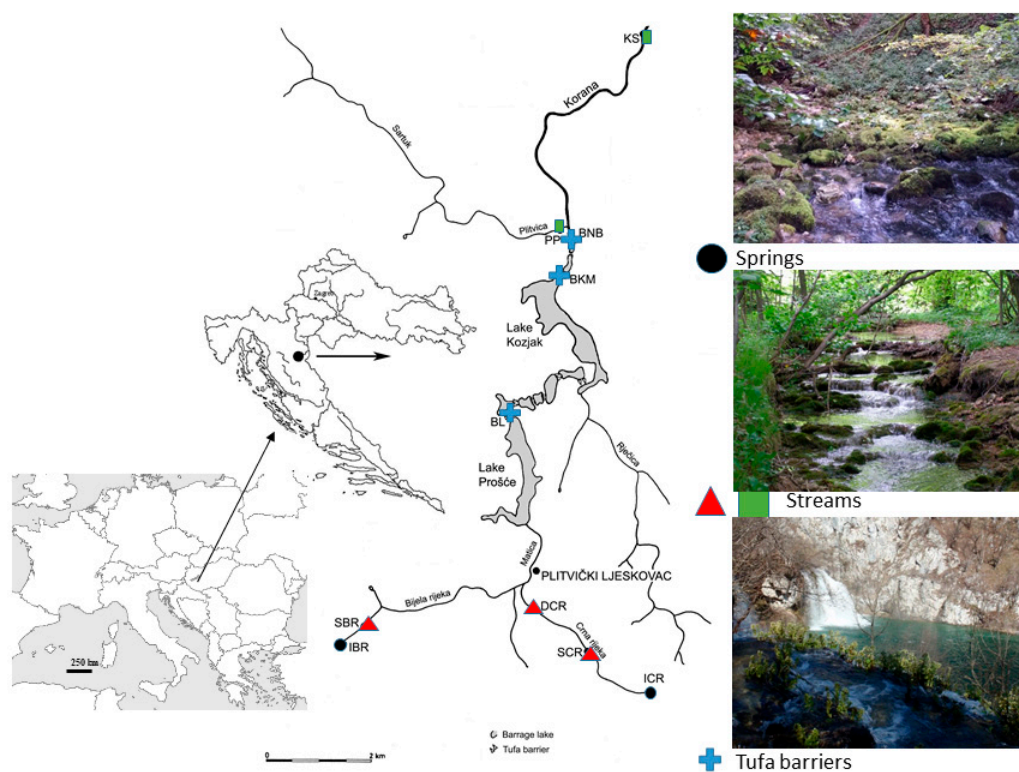 KS
Korana
Sartuk
Plitvica
PP
BNB
BKM
Springs
Zagreb
Lake
Kozjak
BL
Rječica
Lake
Prošće
Streams
Matica
PLITVIČKI LJESKOVAC
Bijela rijeka
DCR
SBR
Crna rijeka
IBR
SCR
250 km
ICR
Barrage lake
Tufa barrier
0
2 km
Tufa barriers